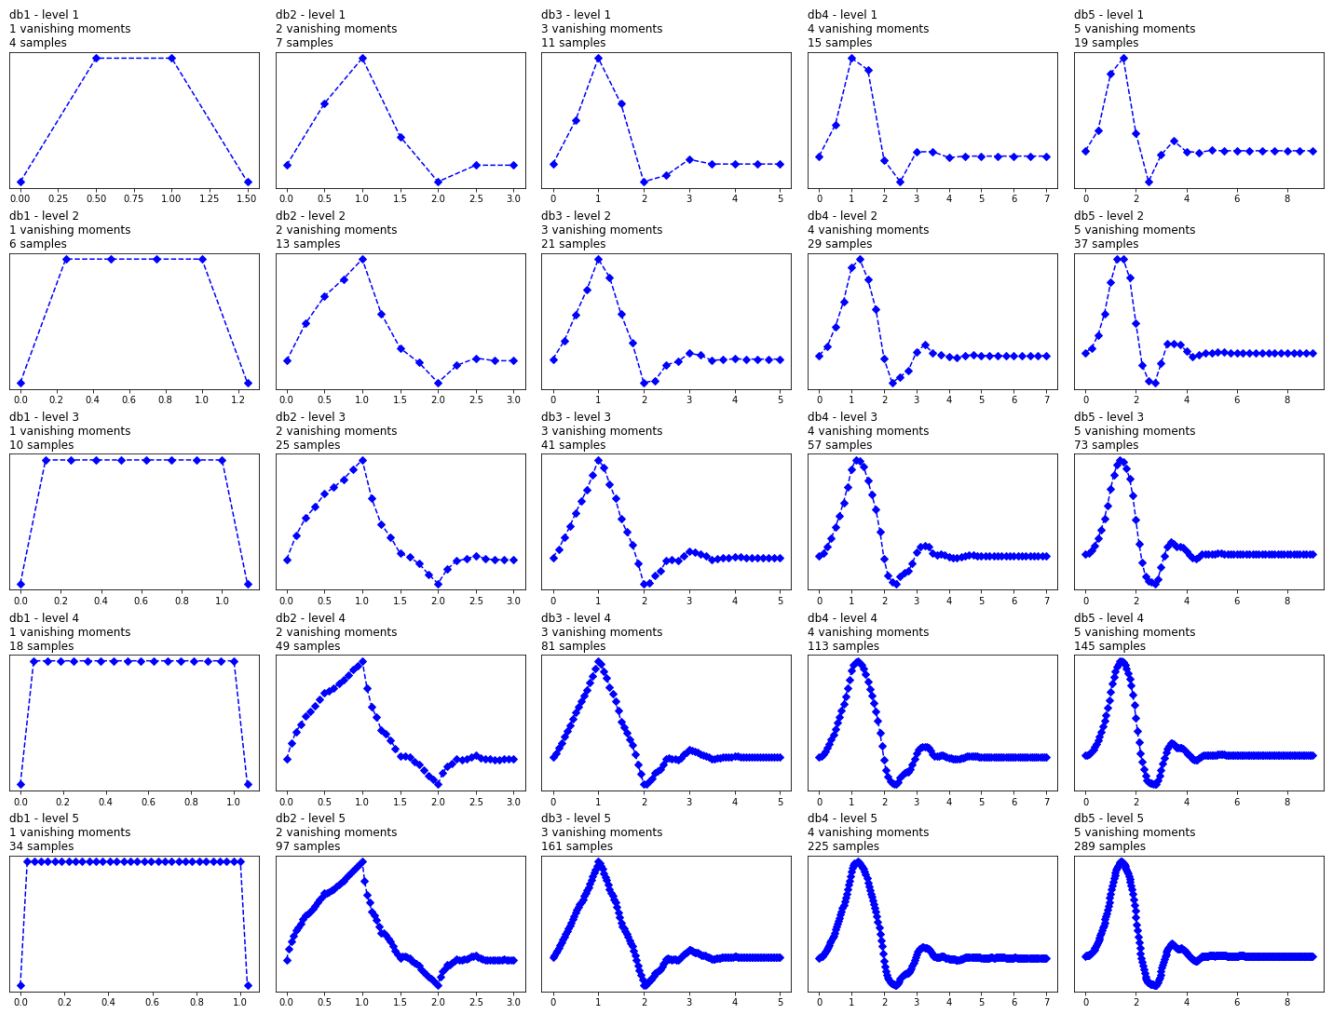 db1 - level 1
1 vanishing moments
4 samples
0.00 0.25 0.50 0.75 1.00 1.25 1.50
db2 - level 1
2 vanishing moments
7 samples
0.0 0.5 1.0 1.5 2.0 2.5 3.0
db3 - level 1
3 vanishing moments
11 samples
0 1 2 3 4 5
db4 - level 1
4 vanishing moments
15 samples
0 1 2 3 4 5 6 7
db5 - level 1
5 vanishing moments
19 samples
0 2 4 6 8
db1 - level 2
1 vanishing moments
6 samples
0.0 0.2 0.4 0.6 0.8 1.0 1.2
db2 - level 2
2 vanishing moments
13 samples
0.0 0.5 1.0 1.5 2.0 2.5 3.0
db3 - level 2
3 vanishing moments
21 samples
0 1 2 3 4 5
db4 - level 2
4 vanishing moments
29 samples
0 1 2 3 4 5 6 7
db5 - level 2
5 vanishing moments
37 samples
0 2 4 6 8
db1 - level 3
1 vanishing moments
10 samples
0.0 0.2 0.4 0.6 0.8 1.0
db2 - level 3
2 vanishing moments
25 samples
0.0 0.5 1.0 1.5 2.0 2.5 3.0
db3 - level 3
3 vanishing moments
41 samples
0 1 2 3 4 5
db4 - level 3
4 vanishing moments
57 samples
0 1 2 3 4 5 6 7
db5 - level 3
5 vanishing moments
73 samples
0 2 4 6 8
db1 - level 4
1 vanishing moments
18 samples
0.0 0.2 0.4 0.6 0.8 1.0
db2 - level 4
2 vanishing moments
49 samples
0.0 0.5 1.0 1.5 2.0 2.5 3.0
db3 - level 4
3 vanishing moments
81 samples
0 1 2 3 4 5
db4 - level 4
4 vanishing moments
113 samples
0 1 2 3 4 5 6 7
db5 - level 4
5 vanishing moments
145 samples
0 2 4 6 8
db1 - level 5
1 vanishing moments
34 samples
0.0 0.2 0.4 0.6 0.8 1.0
db2 - level 5
2 vanishing moments
97 samples
0.0 0.5 1.0 1.5 2.0 2.5 3.0
db3 - level 5
3 vanishing moments
161 samples
0 1 2 3 4 5
db4 - level 5
4 vanishing moments
225 samples
0 1 2 3 4 5 6 7
db5 - level 5
5 vanishing moments
289 samples
0 2 4 6 8